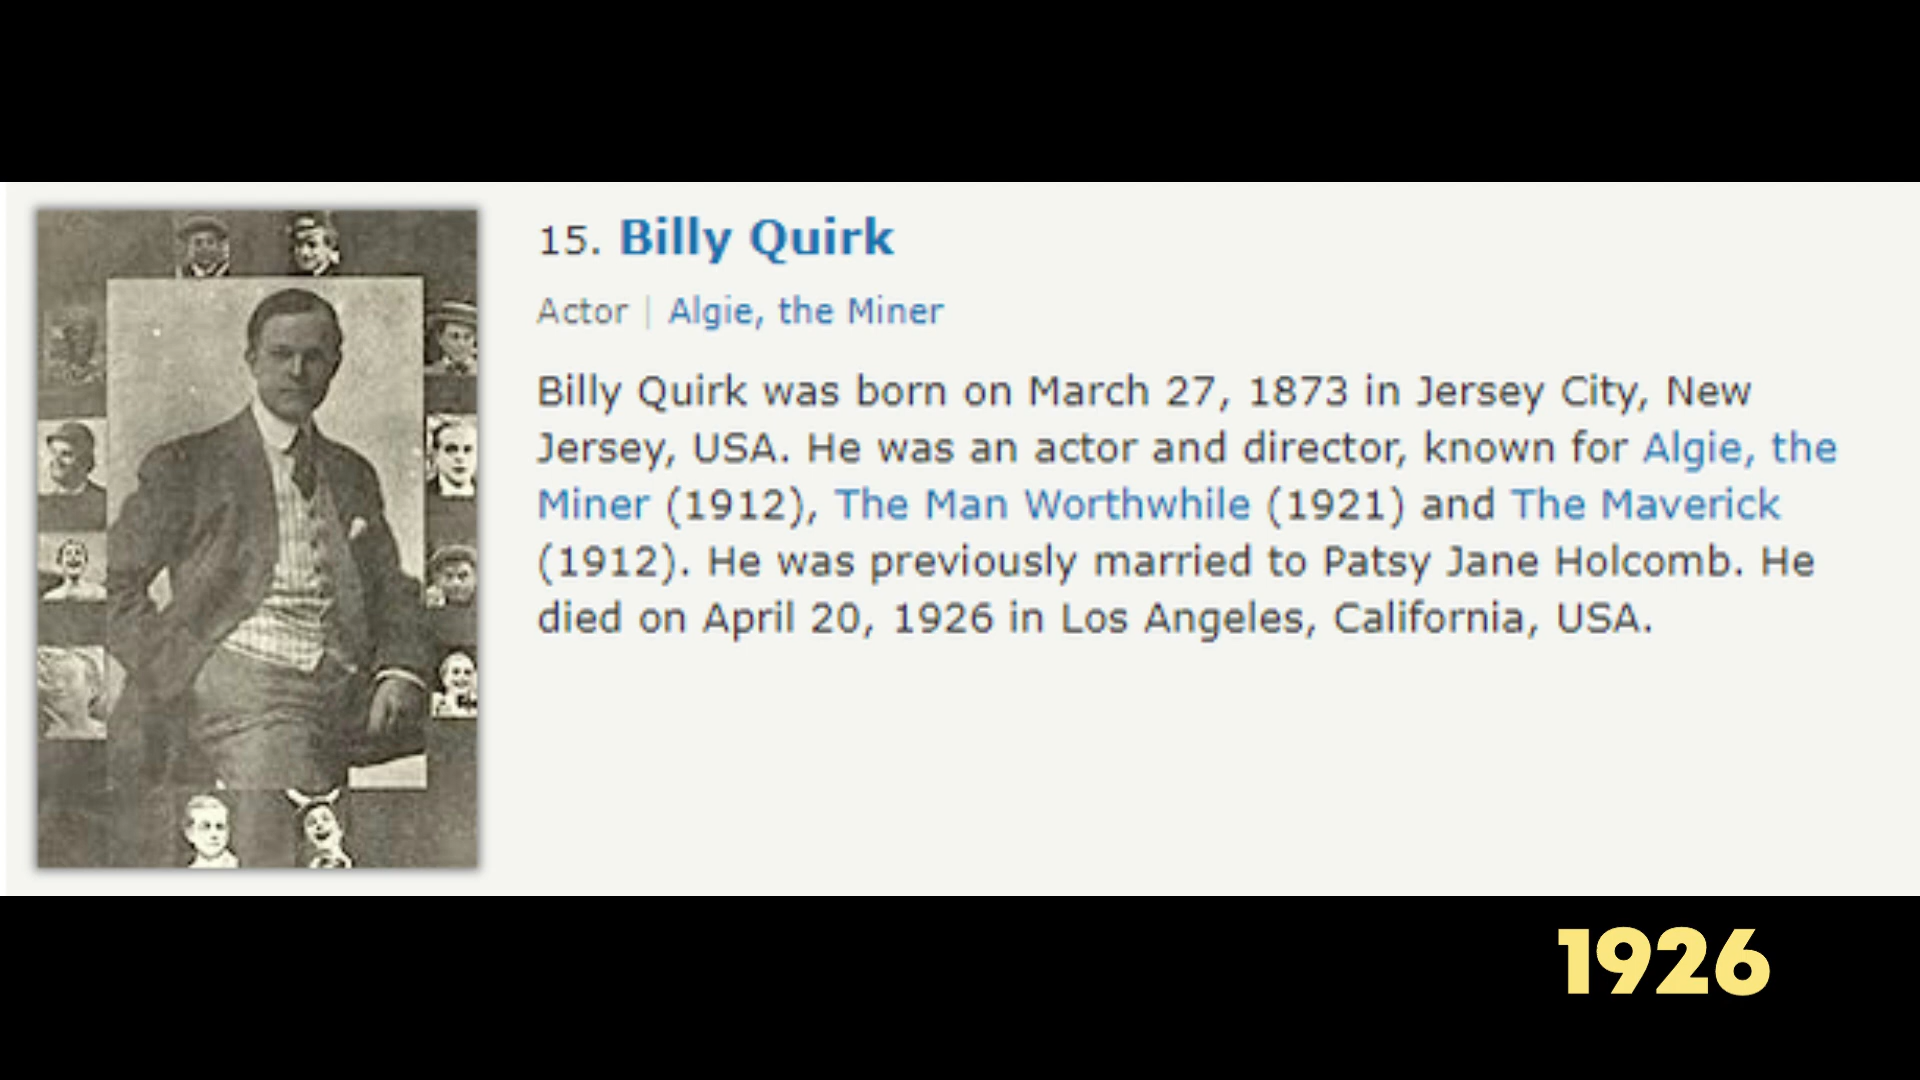 15. Billy Quirk
Actor | Algie, the Miner
Billy Quirk was born on March 27, 1873 in Jersey City, New
Jersey, USA. He was an actor and director, known for Algie, the
Miner (1912), The Man Worthwhile (1921) and The Maverick
(1912). He was previously married to Patsy Jane Holcomb. He
died on April 20, 1926 in Los Angeles, California, USA.
1926